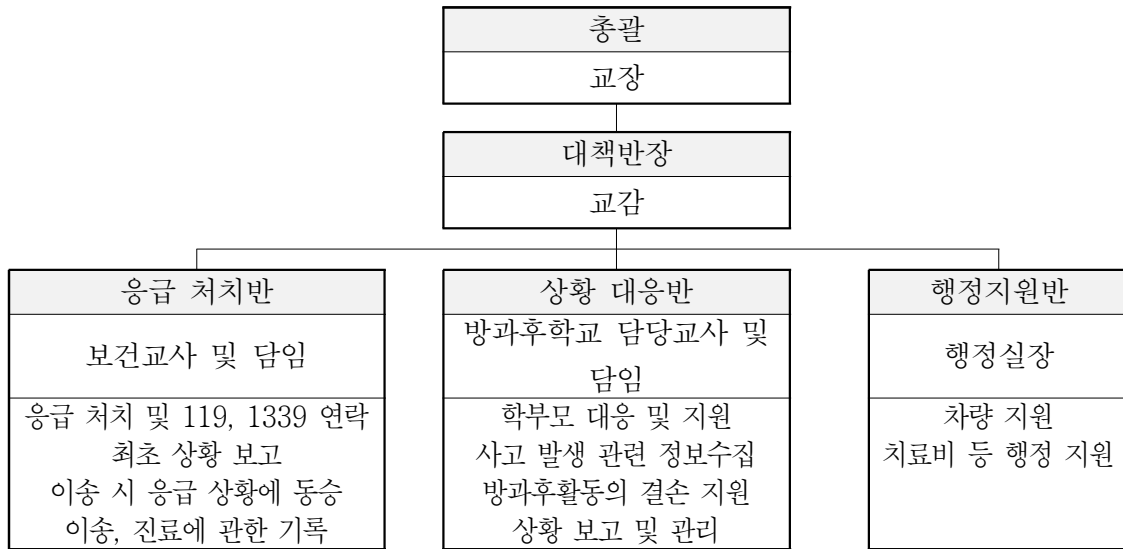 총괄
교장
대책반장
교감
응급 처치반
보건교사 및 담임
응급 처치 및 119, 1339 연락
최초 상황 보고
이송 시 응급 상황에 동승
이송, 진료에 관한 기록
상황 대응반
방과후학교 담당교사 및
담임
학부모 대응 및 지원
사고 발생 관련 정보수집
방과후활동의 결손 지원
상황 보고 및 관리
행정지원반
행정실장
차량 지원
치료비 등 행정 지원